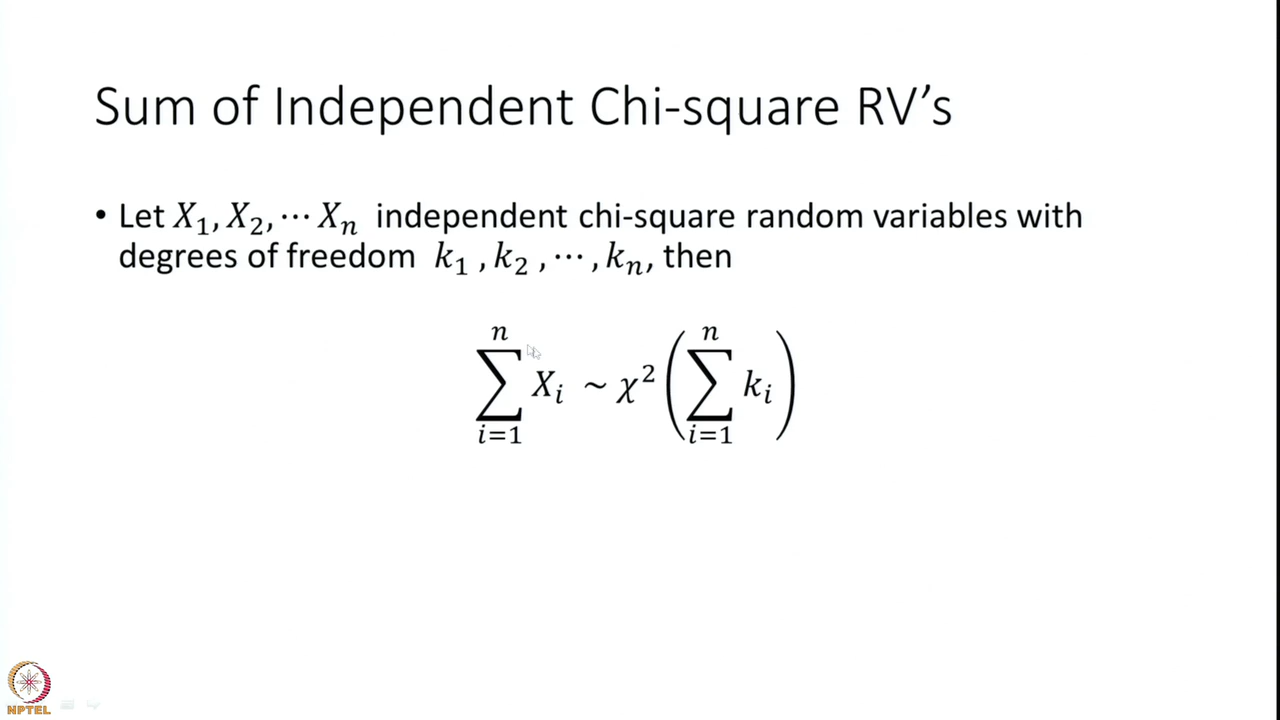 Sum of Independent Chi-square RV's
• Let X₁, X₂, ⋯ Xₙ independent chi-square random variables with
degrees of freedom k₁ , k₂ , ⋯ , kₙ, then
∑ᵢ₌₁ⁿ Xᵢ ~ χ² (∑ᵢ₌₁ⁿ kᵢ)
NPTEL